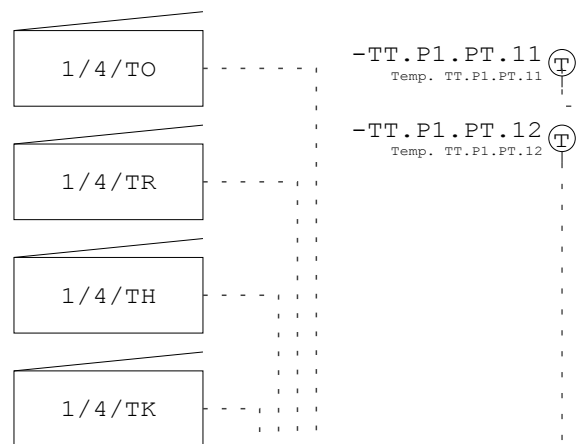 1/4/TO
-TT.P1.PT.11
Temp. TT.P1.PT.11
T
-TT.P1.PT.12
Temp. TT.P1.PT.12
T
1/4/TR
1/4/TH
1/4/TK